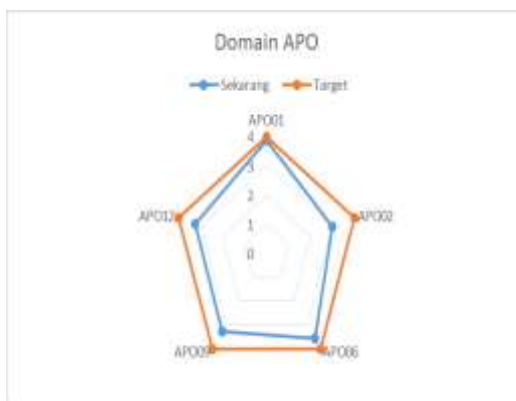 Domain APO
Sekarang Target
APO01
4
3
2
1
0
APO12
APO02
APO09
APO06